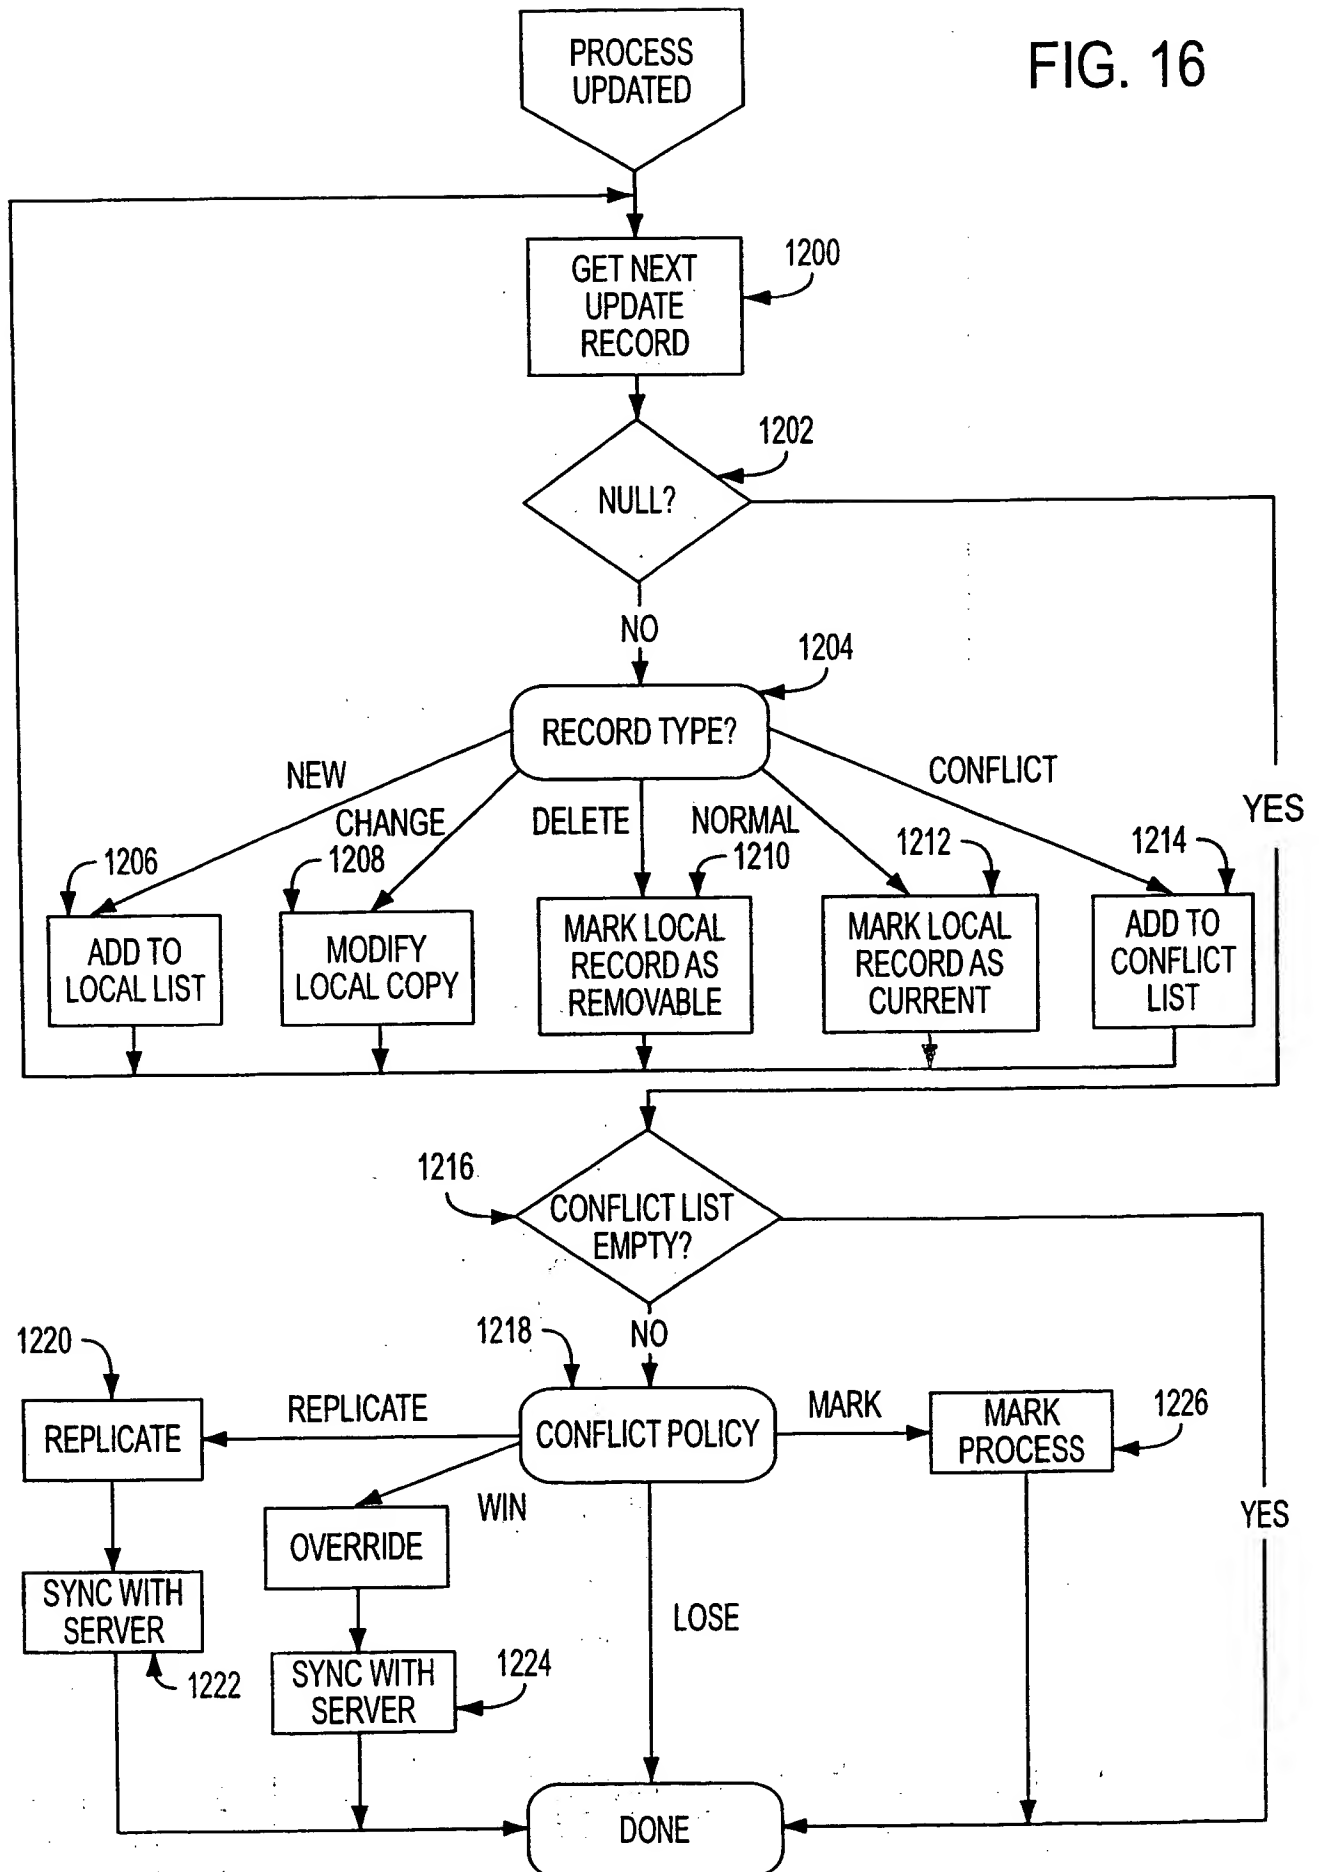 FIG. 16
PROCESS
UPDATED
1200
GET NEXT
UPDATE
RECORD
1202
NULL?
NO
1204
RECORD TYPE?
NEW
CHANGE
DELETE
NORMAL
CONFLICT
YES
1206
1208
1210
1212
1214
ADD TO
LOCAL LIST
MODIFY
LOCAL COPY
MARK LOCAL
RECORD AS
REMOVABLE
MARK LOCAL
RECORD AS
CURRENT
ADD TO
CONFLICT
LIST
1216
CONFLICT LIST
EMPTY?
NO
1218
1220
REPLICATE
REPLICATE
CONFLICT POLICY
MARK
MARK
PROCESS
1226
WIN
OVERRIDE
YES
SYNC WITH
SERVER
1222
LOSE
SYNC WITH
SERVER
1224
DONE